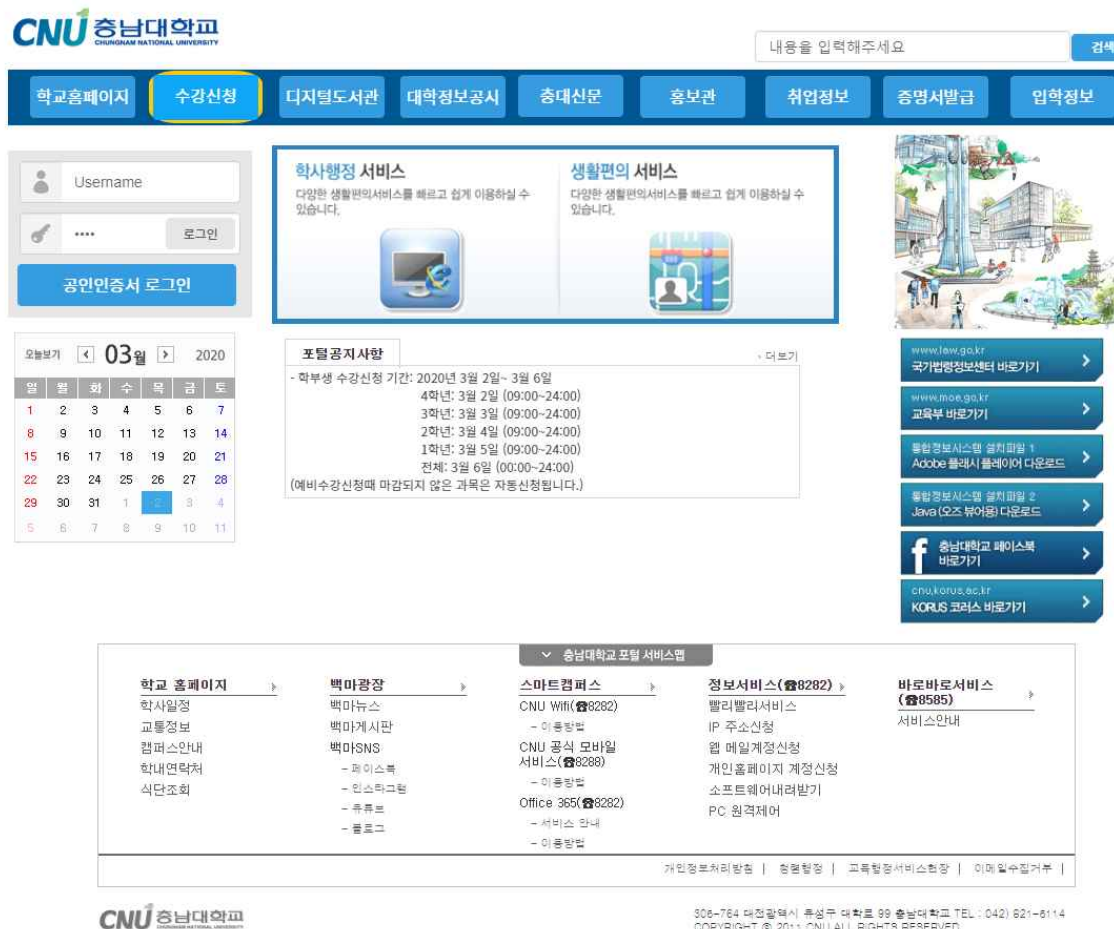 CNU 충남대학교
CHUNGNAM NATIONAL UNIVERSITY
내용을 입력해주세요 검색
학교홈페이지 수강신청 디지털도서관 대학정보공시 충대신문 홍보관 취업정보 증명서발급 입학정보
Username
•••• 로그인
공인인증서 로그인
학사행정 서비스
다양한 생활편의서비스를 빠르고 쉽게 이용하실 수
있습니다.
생활편의 서비스
다양한 생활편의서비스를 빠르고 쉽게 이용하실 수
있습니다.
오늘보기 < 03월 > 2020
일 월 화 수 목 금 토
1 2 3 4 5 6 7
8 9 10 11 12 13 14
15 16 17 18 19 20 21
22 23 24 25 26 27 28
29 30 31 1 2 3 4
5 6 7 8 9 10 11
포털공지사항 › 더보기
- 학부생 수강신청 기간: 2020년 3월 2일~ 3월 6일
4학년: 3월 2일 (09:00~24:00)
3학년: 3월 3일 (09:00~24:00)
2학년: 3월 4일 (09:00~24:00)
1학년: 3월 5일 (09:00~24:00)
전체: 3월 6일 (00:00~24:00)
(예비수강신청때 마감되지 않은 과목은 자동신청됩니다.)
www.law.go.kr
국가법령정보센터 바로가기
www.moe.go.kr
교육부 바로가기
통합정보시스템 설치파일 1
Adobe 플래시 플레이어 다운로드
통합정보시스템 설치파일 2
Java (오즈 뷰어용) 다운로드
f 충남대학교 페이스북
바로가기
cnu.korus.ac.kr
KORUS 코러스 바로가기
충남대학교 포털 서비스맵
학교 홈페이지
학사일정
교통정보
캠퍼스안내
학내연락처
식단조회
백마광장
백마뉴스
백마게시판
백마SNS
- 페이스북
- 인스타그램
- 유튜브
- 블로그
스마트캠퍼스
CNU Wifi(☎8282)
- 이용방법
CNU 공식 모바일
서비스(☎8288)
- 이용방법
Office 365(☎8282)
- 서비스 안내
- 이용방법
정보서비스(☎8282)
빨리빨리서비스
IP 주소신청
웹 메일계정신청
개인홈페이지 계정신청
소프트웨어내려받기
PC 원격제어
바로바로서비스
(☎8585)
서비스안내
개인정보처리방침 | 청렴행정 | 교육행정서비스헌장 | 이메일수집거부 |
CNU 충남대학교
CHUNGNAM NATIONAL UNIVERSITY
306-764 대전광역시 유성구 대학로 99 충남대학교 TEL : 042) 821-6114
COPYRIGHT ⓒ 2011 CNU ALL RIGHTS RESERVED